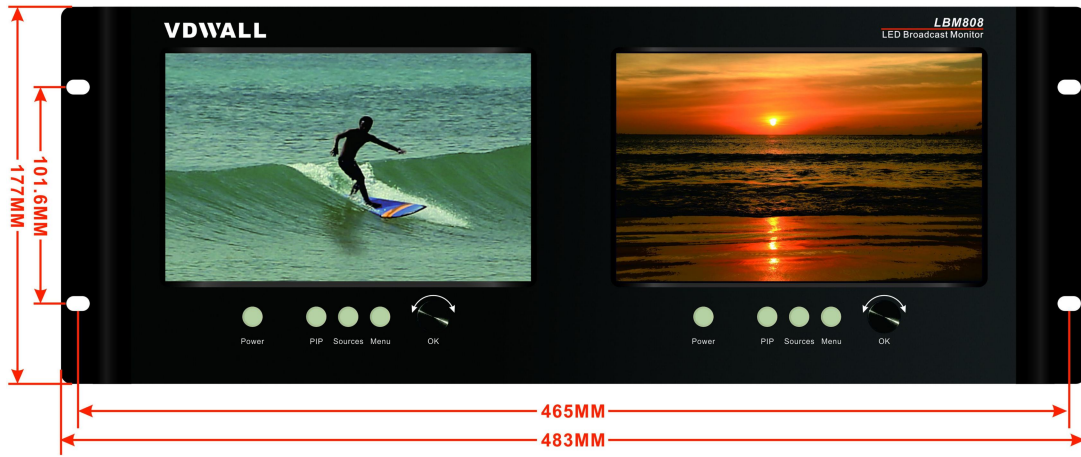 VDWALL
LBM808
LED Broadcast Monitor
101.6MM
177MM
Power PIP Sources Menu OK
Power PIP Sources Menu OK
465MM
483MM